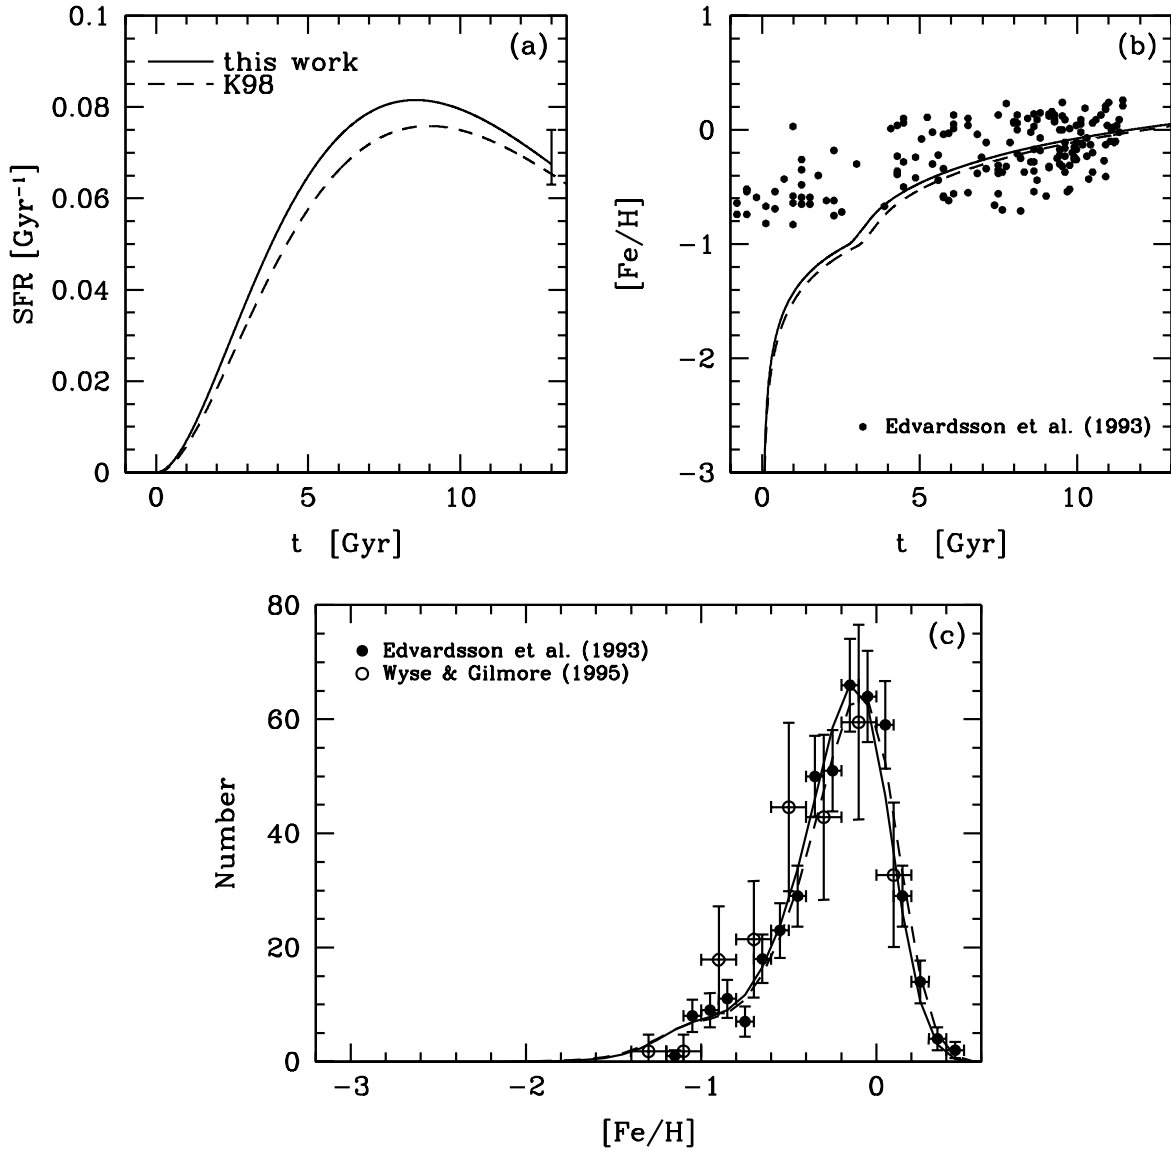 (a)
this work
K98
0.1
0.08
0.06
0.04
0.02
0
SFR [Gyr⁻¹]
0 5 10
t [Gyr]
(b)
1
0
−1
−2
−3
[Fe/H]
Edvardsson et al. (1993)
0 5 10
t [Gyr]
(c)
Edvardsson et al. (1993)
Wyse & Gilmore (1995)
80
60
40
20
0
Number
−3 −2 −1 0
[Fe/H]